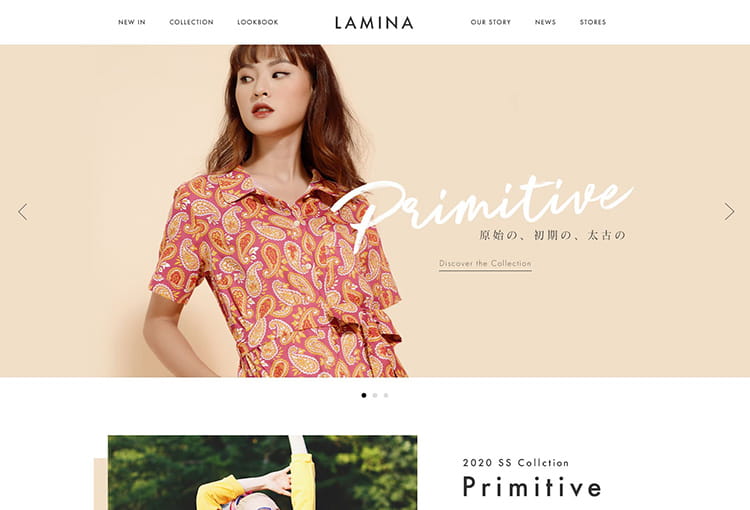 NEW IN COLLECTION LOOKBOOK LAMINA OUR STORY NEWS STORES
Primitive
原始の、初期の、太古の
Discover the Collection
2020 SS Collction
Primitive